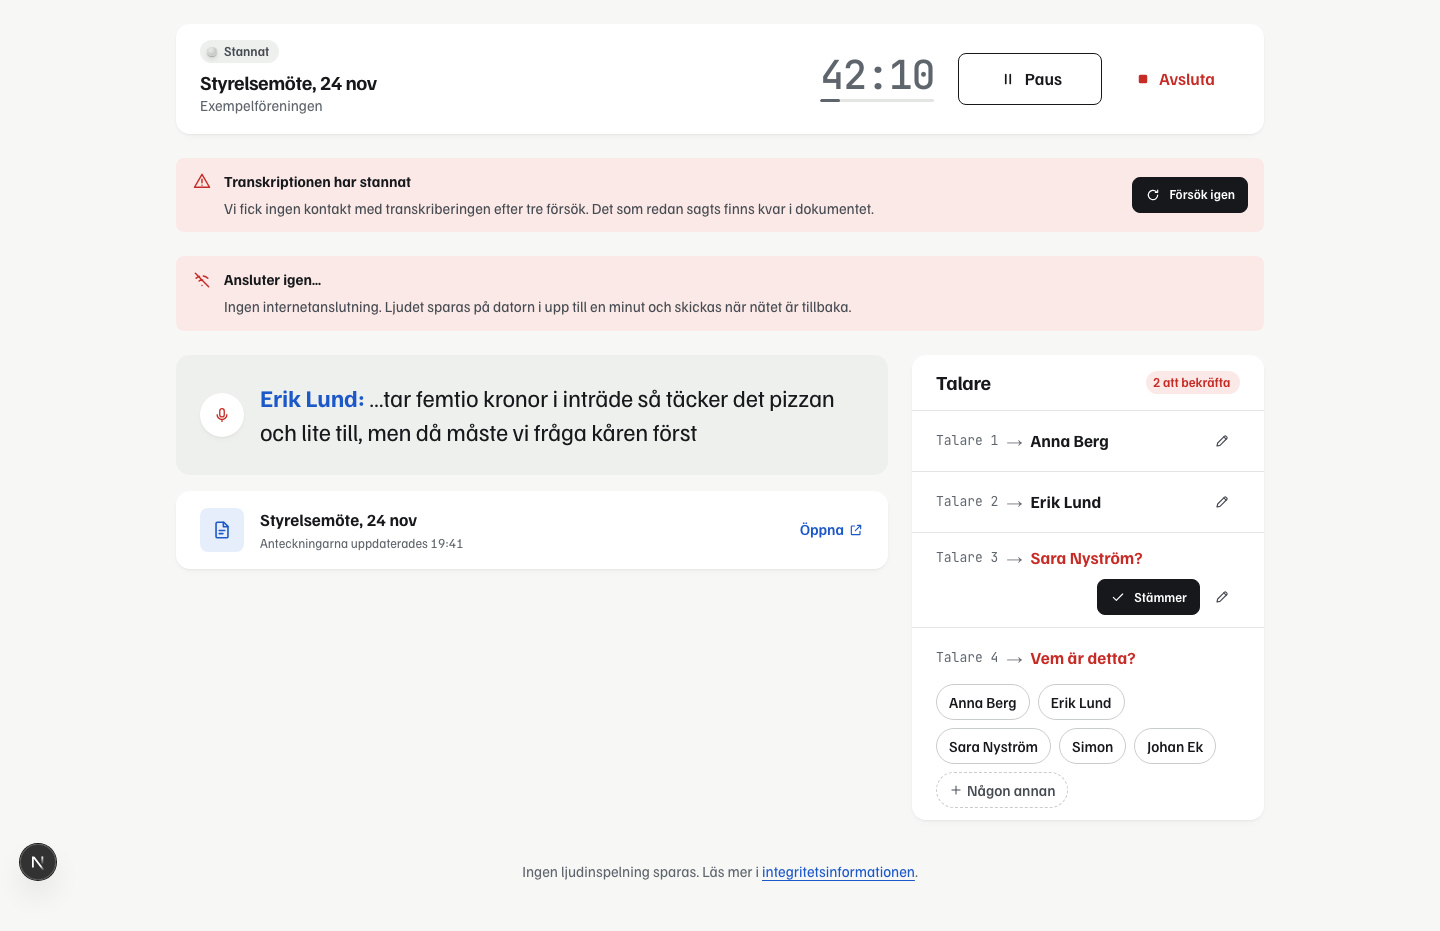 Stannat
Styrelsemöte, 24 nov
Exempelföreningen
42:10
Paus
Avsluta
Transkriptionen har stannat
Vi fick ingen kontakt med transkriberingen efter tre försök. Det som redan sagts finns kvar i dokumentet.
Försök igen
Ansluter igen...
Ingen internetanslutning. Ljudet sparas på datorn i upp till en minut och skickas när nätet är tillbaka.
Erik Lund: ...tar femtio kronor i inträde så täcker det pizzan
och lite till, men då måste vi fråga kåren först
Styrelsemöte, 24 nov
Anteckningarna uppdaterades 19:41
Öppna
Talare
2 att bekräfta
Talare 1 → Anna Berg
Talare 2 → Erik Lund
Talare 3 → Sara Nyström?
Stämmer
Talare 4 → Vem är detta?
Anna Berg
Erik Lund
Sara Nyström
Simon
Johan Ek
+ Någon annan
N
Ingen ljudinspelning sparas. Läs mer i integritetsinformationen.